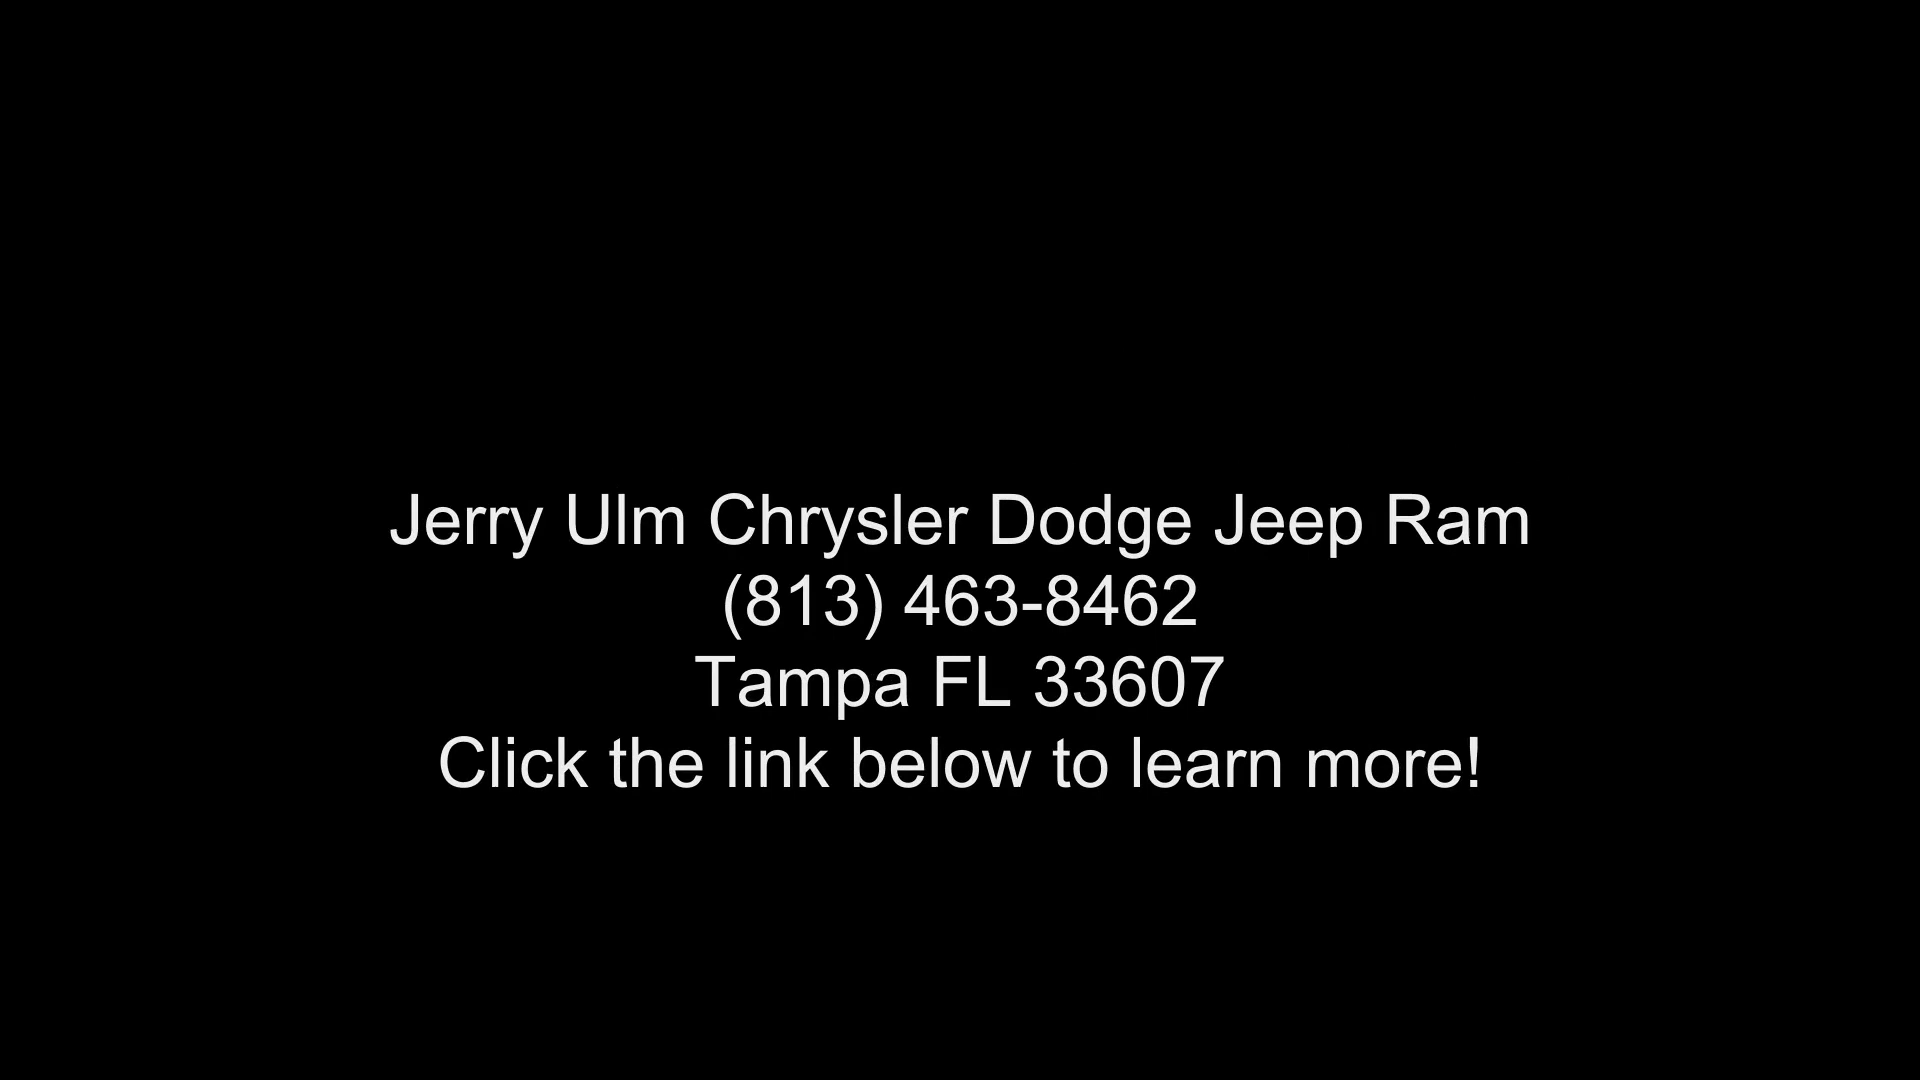 Jerry Ulm Chrysler Dodge Jeep Ram
(813) 463-8462
Tampa FL 33607
Click the link below to learn more!